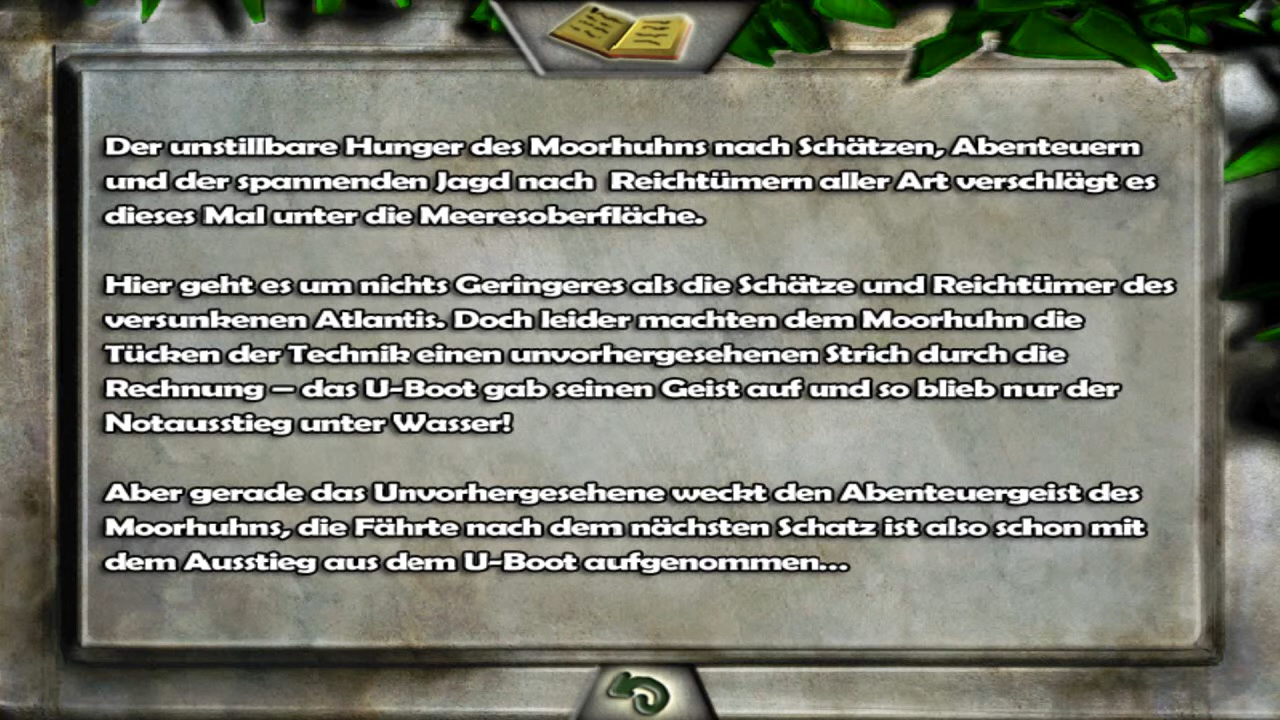 Der unstillbare Hunger des Moorhuhns nach Schätzen, Abenteuern
und der spannenden Jagd nach  Reichtümern aller Art verschlägt es
dieses Mal unter die Meeresoberfläche.
Hier geht es um nichts Geringeres als die Schätze und Reichtümer des
versunkenen Atlantis. Doch leider machten dem Moorhuhn die
Tücken der Technik einen unvorhergesehenen Strich durch die
Rechnung – das U-Boot gab seinen Geist auf und so blieb nur der
Notausstieg unter Wasser!
Aber gerade das Unvorhergesehene weckt den Abenteuergeist des
Moorhuhns, die Fährte nach dem nächsten Schatz ist also schon mit
dem Ausstieg aus dem U-Boot aufgenommen...